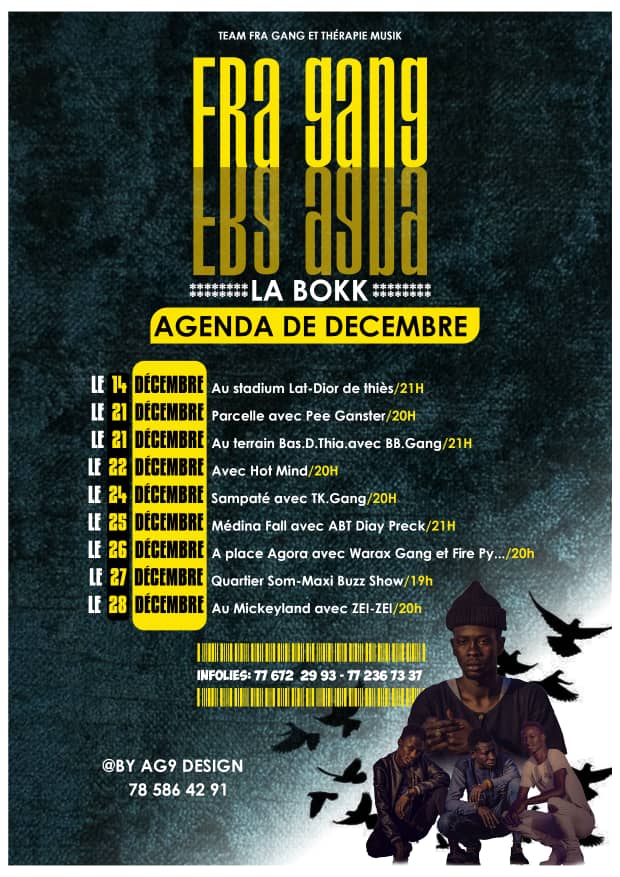 TEAM FRA GANG ET THÉRAPIE MUSIK
FRa gang
LA BOKK
AGENDA DE DECEMBRE
LE 14 DÉCEMBRE Au stadium Lat-Dior de thiès/21H
LE 21 DÉCEMBRE Parcelle avec Pee Ganster/20H
LE 21 DÉCEMBRE Au terrain Bas.D.Thia.avec BB.Gang/21H
LE 22 DÉCEMBRE Avec Hot Mind/20H
LE 24 DÉCEMBRE Sampaté avec TK.Gang/20H
LE 25 DÉCEMBRE Médina Fall avec ABT Diay Preck/21H
LE 26 DÉCEMBRE A place Agora avec Warax Gang et Fire Py.../20h
LE 27 DÉCEMBRE Quartier Som-Maxi Buzz Show/19h
LE 28 DÉCEMBRE Au Mickeyland avec ZEI-ZEI/20h
INFOLIES: 77 672 29 93 - 77 236 73 37
@BY AG9 DESIGN
78 586 42 91